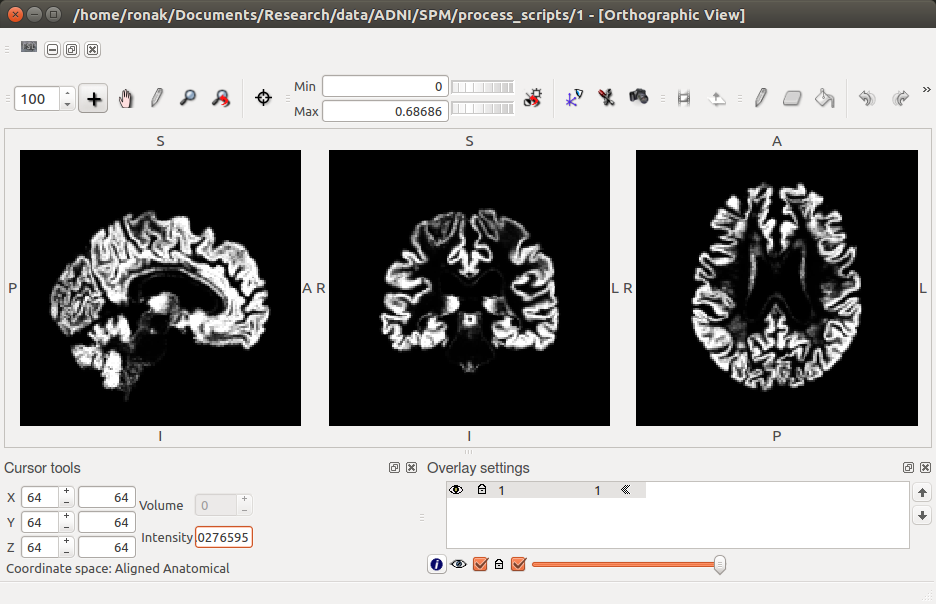 /home/ronak/Documents/Research/data/ADNI/SPM/process_scripts/1 - [Orthographic View]
100
Min 0
Max 0.68686
S S A
P A R L R L
I I P
Cursor tools
X 64 64
Y 64 64
Z 64 64
Volume 0
Intensity .0276595
Coordinate space: Aligned Anatomical
Overlay settings
1 1